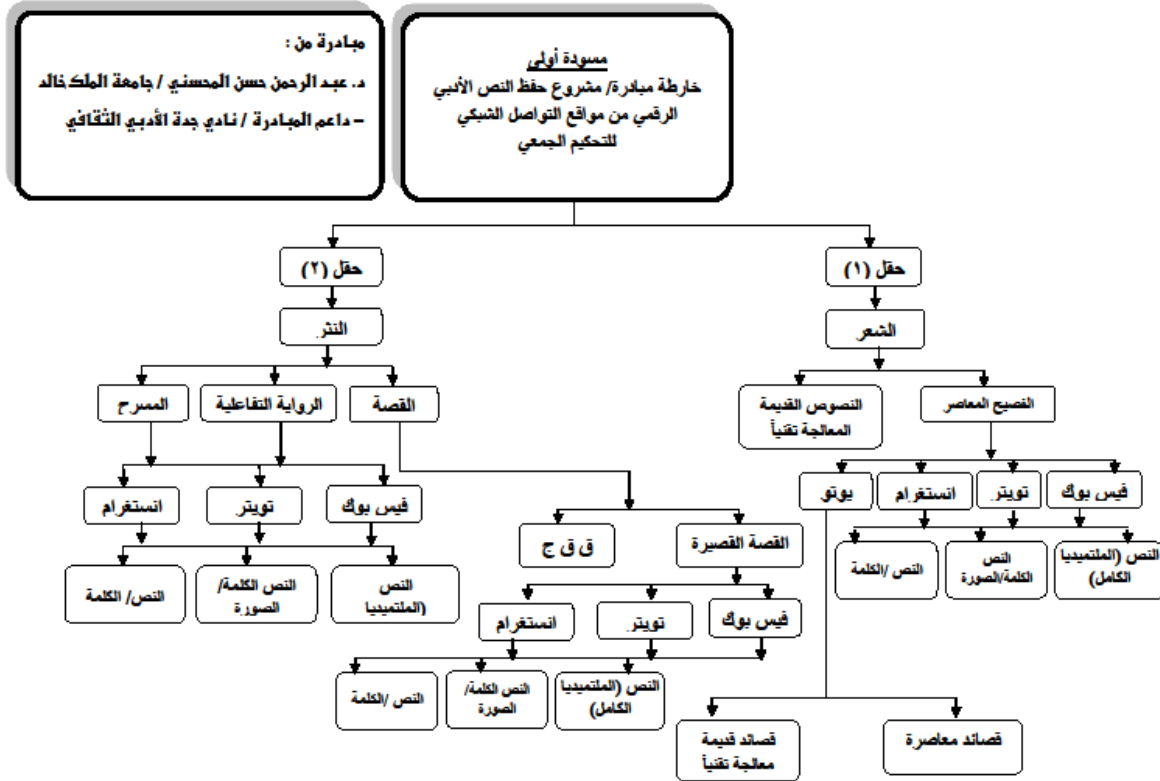 مسودة أولى
خارطة مبادرة/ مشروع حفظ النص الأدبي
الرقمي من مواقع التواصل الشبكي
للتحكيم الجمعي
مبادرة من :
د. عبد الرحمن حسن المحسني / جامعة الملك خالد
– داعم المبادرة / نادي جدة الأدبي الثقافي
حقل (١)
حقل (٢)
الشعر
النثر
الفصيح المعاصر
النصوص القديمة
المعالجة تقنياً
القصة
الرواية التفاعلية
المسرح
فيس بوك
تويتر
انستغرام
يوتو
فيس بوك
تويتر
انستغرام
النص (الملتميديا
الكامل)
النص
الكلمة/الصورة
النص /الكلمة
القصة القصيرة
ق ق ج
النص
(الملتميديا
النص الكلمة/
الصورة
النص/ الكلمة
فيس بوك
تويتر
انستغرام
النص (الملتميديا
الكامل)
النص الكلمة/
الصورة
النص /الكلمة
قصائد معاصرة
قصائد قديمة
معالجة تقنياً